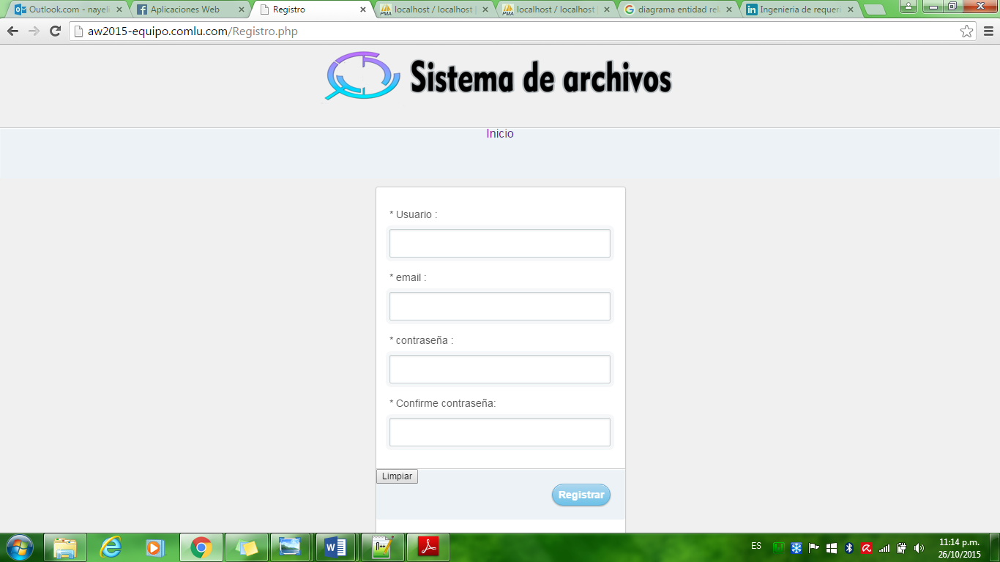 Outlook.com - nayeli
Aplicaciones Web
Registro
localhost / localhost |
localhost / localhost |
diagrama entidad rela
Ingenieria de requeri
aw2015-equipo.comlu.com/Registro.php
Sistema de archivos
Inicio
* Usuario :
* email :
* contraseña :
* Confirme contraseña:
Limpiar
Registrar
ES
11:14 p.m.
26/10/2015